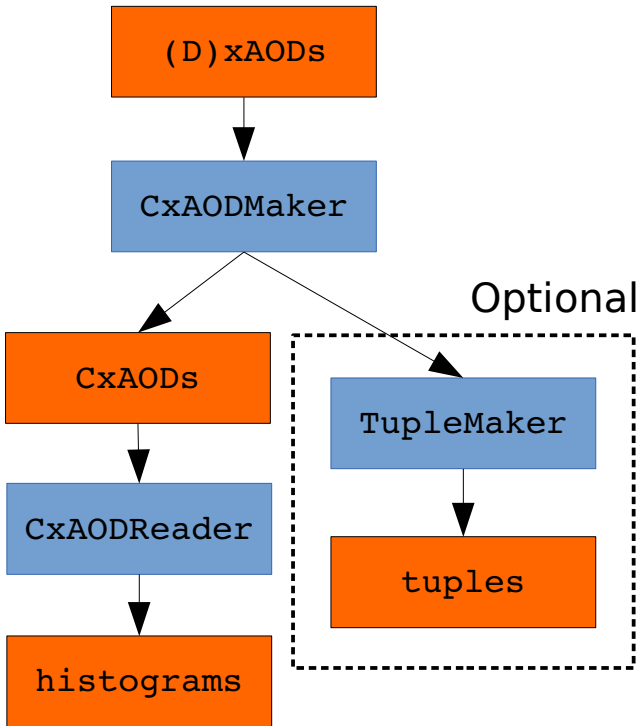 (D)xAODs
CxAODMaker
Optional
CxAODs
TupleMaker
CxAODReader
tuples
histograms